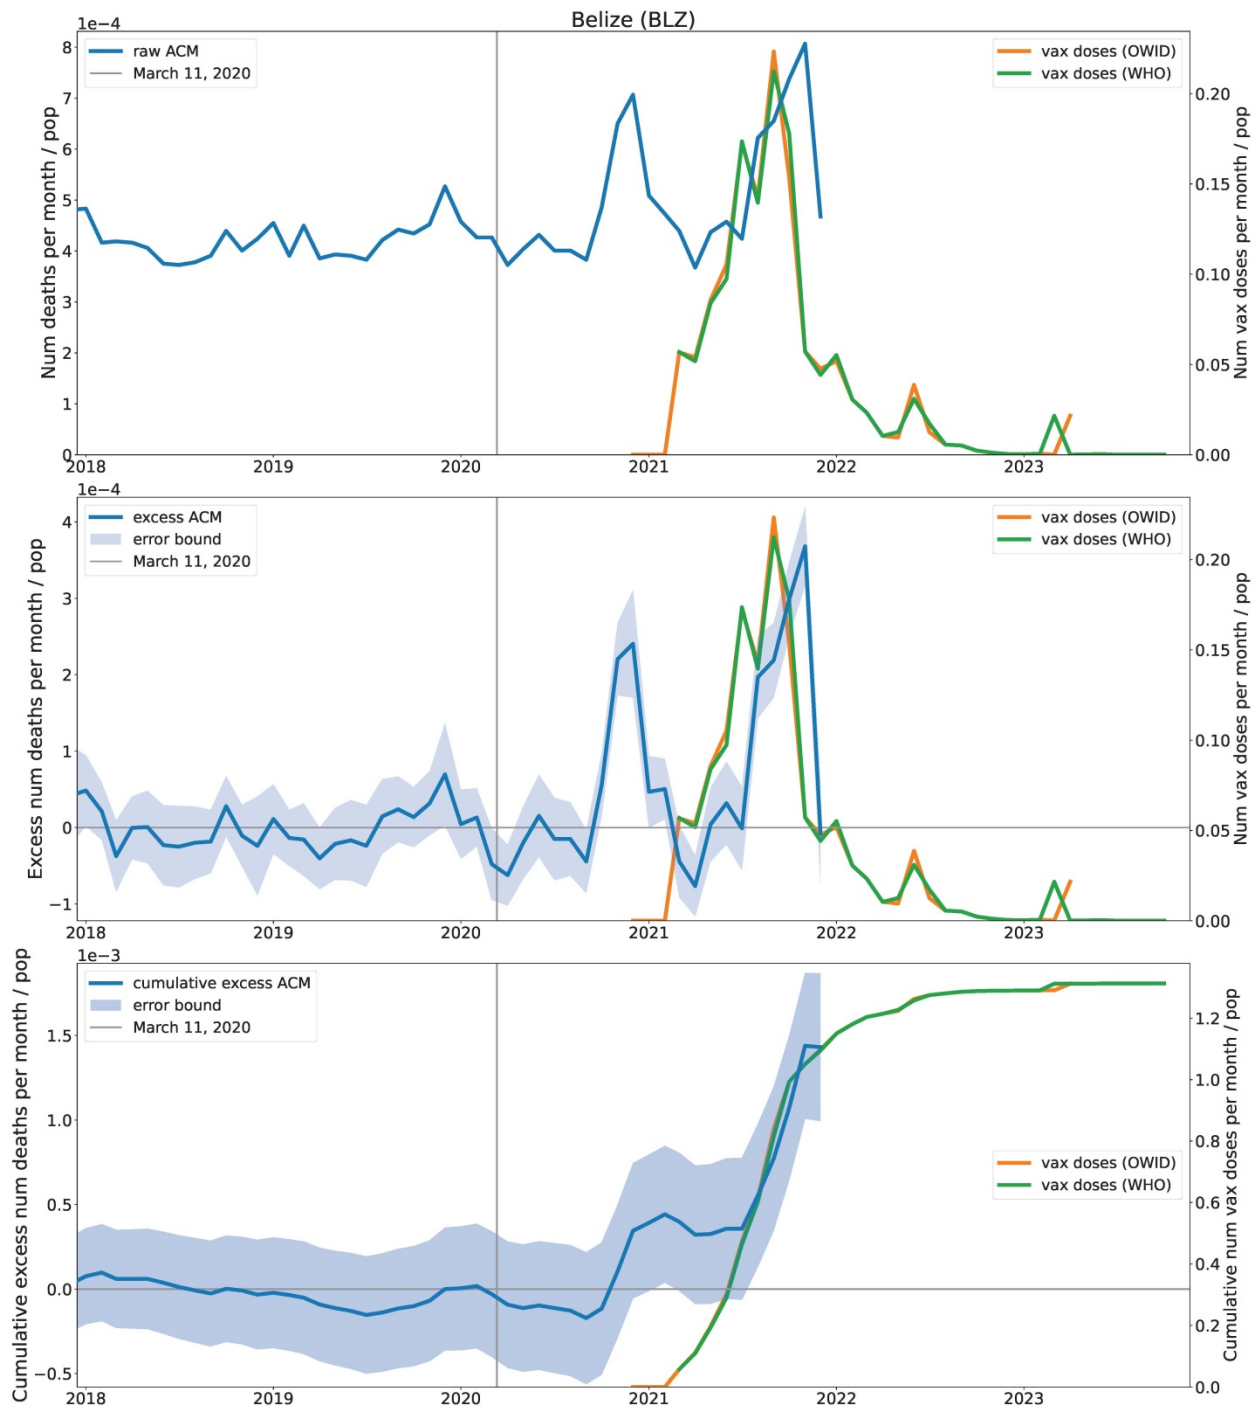 Belize (BLZ)
1e−4
raw ACM
March 11, 2020
vax doses (OWID)
vax doses (WHO)
Num deaths per month / pop
8
7
6
5
4
3
2
1
0
Num vax doses per month / pop
0.20
0.15
0.10
0.05
0.00
2018 2019 2020 2021 2022 2023
1e−4
excess ACM
error bound
March 11, 2020
vax doses (OWID)
vax doses (WHO)
Excess num deaths per month / pop
4
3
2
1
0
−1
Num vax doses per month / pop
0.20
0.15
0.10
0.05
0.00
2018 2019 2020 2021 2022 2023
1e−3
cumulative excess ACM
error bound
March 11, 2020
vax doses (OWID)
vax doses (WHO)
Cumulative excess num deaths per month / pop
1.5
1.0
0.5
0.0
−0.5
Cumulative num vax doses per month / pop
1.2
1.0
0.8
0.6
0.4
0.2
0.0
2018 2019 2020 2021 2022 2023